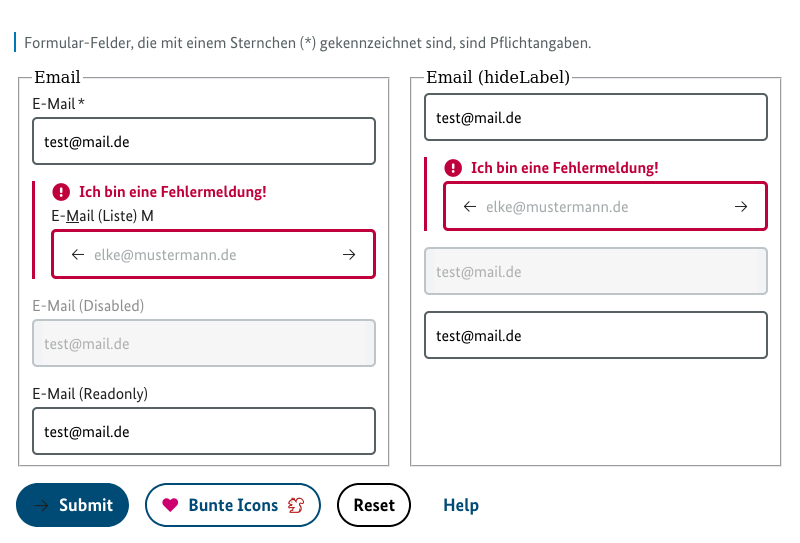 Formular-Felder, die mit einem Sternchen (*) gekennzeichnet sind, sind Pflichtangaben.
Email
E-Mail *
test@mail.de
Ich bin eine Fehlermeldung!
E-Mail (Liste) M
elke@mustermann.de
E-Mail (Disabled)
test@mail.de
E-Mail (Readonly)
test@mail.de
Email (hideLabel)
test@mail.de
Ich bin eine Fehlermeldung!
elke@mustermann.de
test@mail.de
test@mail.de
Submit
Bunte Icons
Reset
Help